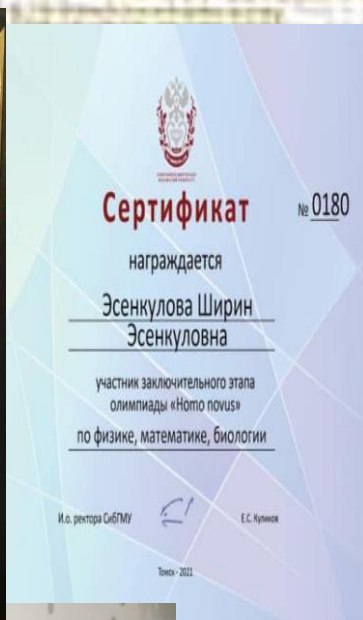 Сертификат
№ 0180
награждается
Эсенкулова Ширин
Эсенкуловна
участник заключительного этапа
олимпиады «Homo novus»
по физике, математике, биологии
И.о. ректора СибГМУ
Е.С. Куликов
Томск - 2021